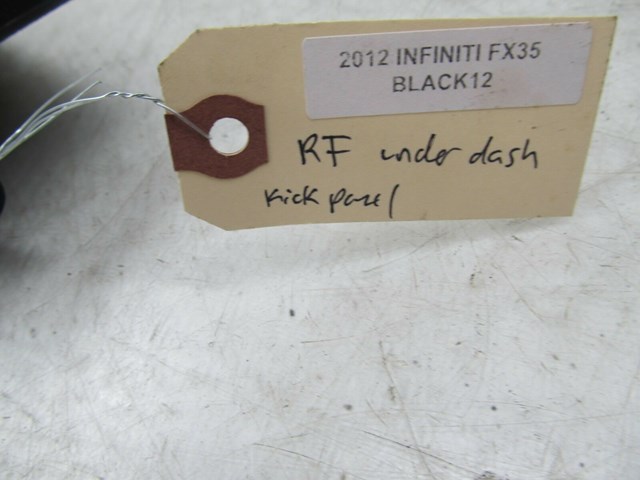 2012 INFINITI FX35
BLACK12
RF under dash
kick panel